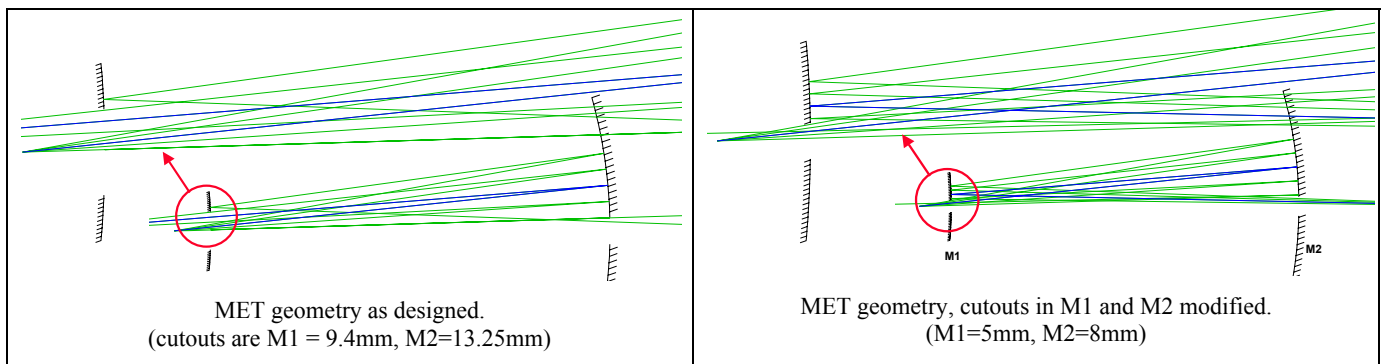 MET geometry as designed.
(cutouts are M1 = 9.4mm, M2=13.25mm)
M1
M2
MET geometry, cutouts in M1 and M2 modified.
(M1=5mm, M2=8mm)